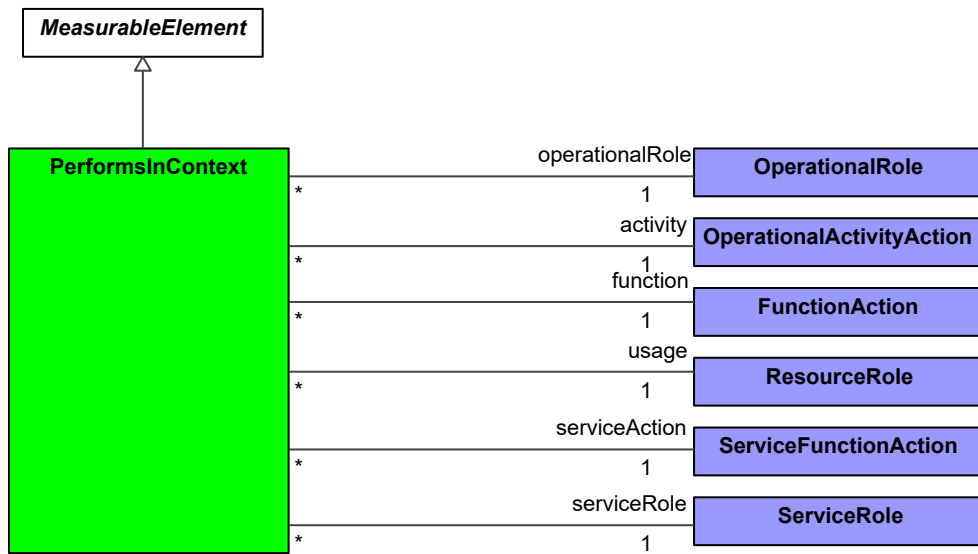 MeasurableElement
PerformsInContext
operationalRole
OperationalRole
*
1
activity
OperationalActivityAction
*
1
function
FunctionAction
*
1
usage
ResourceRole
*
1
serviceAction
ServiceFunctionAction
*
1
serviceRole
ServiceRole
*
1